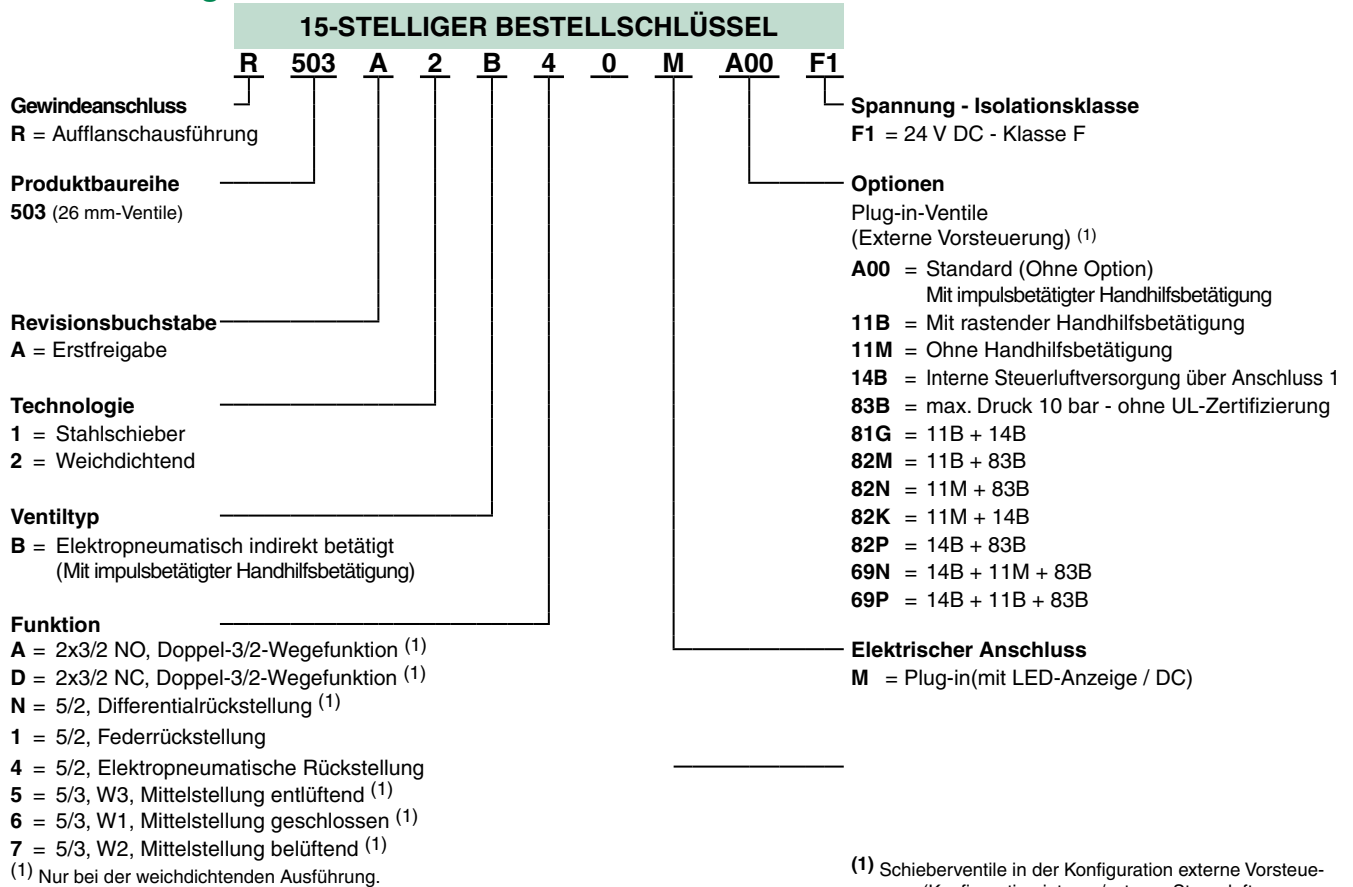 15-STELLIGER BESTELLSCHLÜSSEL
R 503 A 2 B 4 0 M A00 F1
Gewindeanschluss
R = Aufflanschausführung
Produktbaureihe
503 (26 mm-Ventile)
Revisionsbuchstabe
A = Erstfreigabe
Technologie
1 = Stahlschieber
2 = Weichdichtend
Ventiltyp
B = Elektropneumatisch indirekt betätigt
(Mit impulsbetätigter Handhilfsbetätigung)
Funktion
A = 2x3/2 NO, Doppel-3/2-Wegefunktion (1)
D = 2x3/2 NC, Doppel-3/2-Wegefunktion (1)
N = 5/2, Differentialrückstellung (1)
1 = 5/2, Federrückstellung
4 = 5/2, Elektropneumatische Rückstellung
5 = 5/3, W3, Mittelstellung entlüftend (1)
6 = 5/3, W1, Mittelstellung geschlossen (1)
7 = 5/3, W2, Mittelstellung belüftend (1)
(1) Nur bei der weichdichtenden Ausführung.
Spannung - Isolationsklasse
F1 = 24 V DC - Klasse F
Optionen
Plug-in-Ventile
(Externe Vorsteuerung) (1)
A00 = Standard (Ohne Option)
Mit impulsbetätigter Handhilfsbetätigung
11B = Mit rastender Handhilfsbetätigung
11M = Ohne Handhilfsbetätigung
14B = Interne Steuerluftversorgung über Anschluss 1
83B = max. Druck 10 bar - ohne UL-Zertifizierung
81G = 11B + 14B
82M = 11B + 83B
82N = 11M + 83B
82K = 11M + 14B
82P = 14B + 83B
69N = 14B + 11M + 83B
69P = 14B + 11B + 83B
Elektrischer Anschluss
M = Plug-in(mit LED-Anzeige / DC)
(1) Schieberventile in der Konfiguration externe Vorsteue-